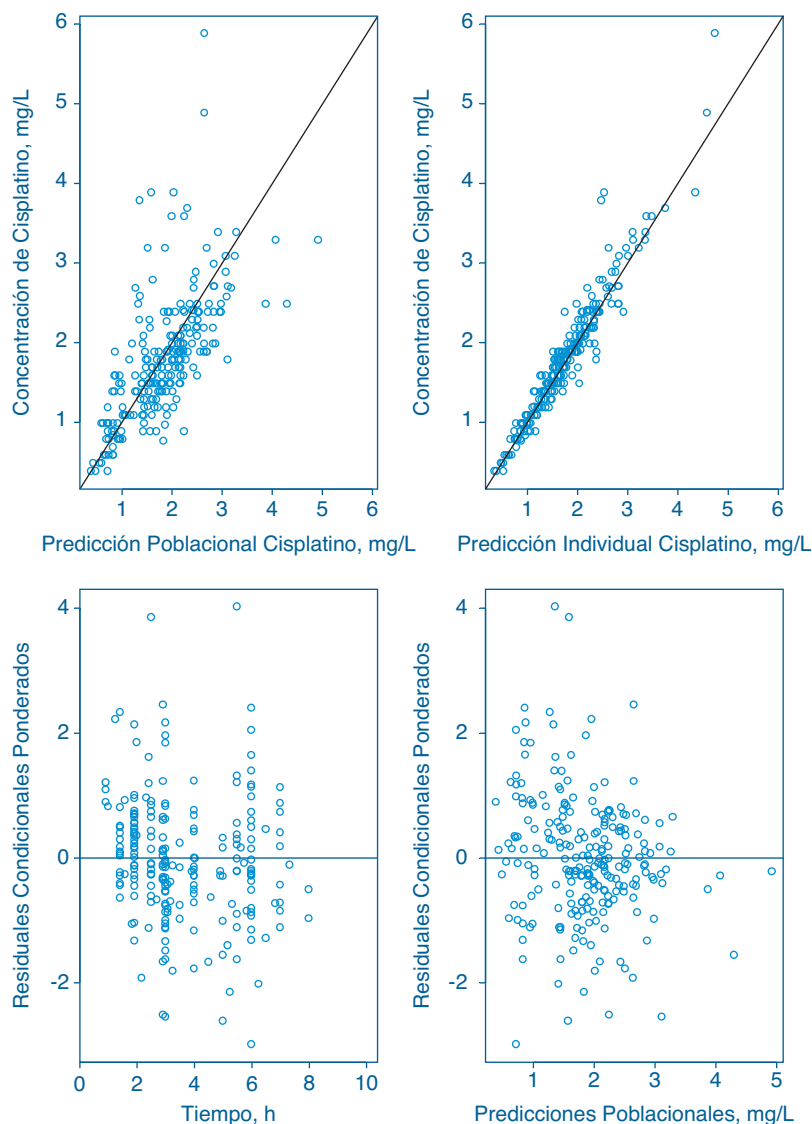 Concentración de Cisplatino, mg/L
6
5
4
3
2
1
1 2 3 4 5 6
Predicción Poblacional Cisplatino, mg/L
Concentración de Cisplatino, mg/L
6
5
4
3
2
1
1 2 3 4 5 6
Predicción Individual Cisplatino, mg/L
Residuales Condicionales Ponderados
4
2
0
-2
0 2 4 6 8 10
Tiempo, h
Residuales Condicionales Ponderados
4
2
0
-2
1 2 3 4 5
Predicciones Poblacionales, mg/L